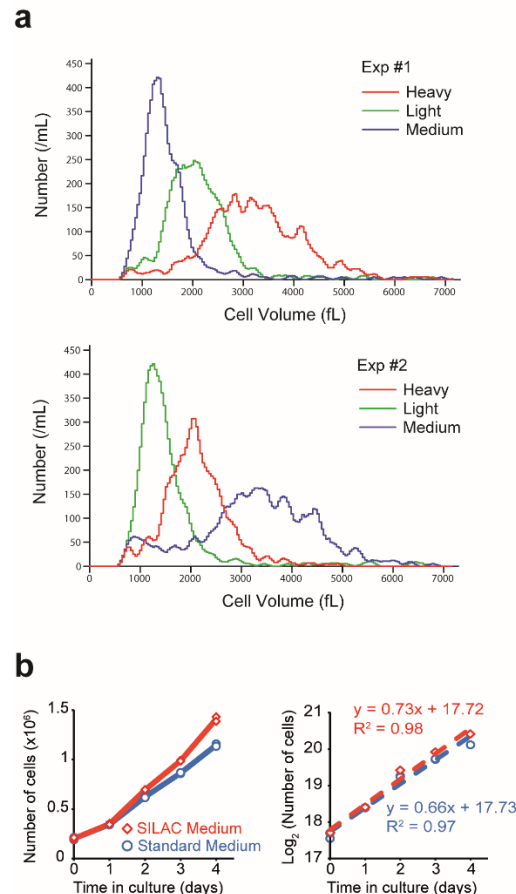 a
Exp #1
Heavy
Light
Medium
Number (/mL)
450
400
350
300
250
200
150
100
50
0
0 1000 2000 3000 4000 5000 6000 7000
Cell Volume (fL)
Exp #2
Heavy
Light
Medium
Number (/mL)
450
400
350
300
250
200
150
100
50
0
0 1000 2000 3000 4000 5000 6000 7000
Cell Volume (fL)
b
Number of cells (x10⁶)
1.5
1
0.5
0
SILAC Medium
Standard Medium
0 1 2 3 4
Time in culture (days)
Log₂ (Number of cells)
21
20
19
18
17
y = 0.73x + 17.72
R² = 0.98
y = 0.66x + 17.73
R² = 0.97
0 1 2 3 4
Time in culture (days)